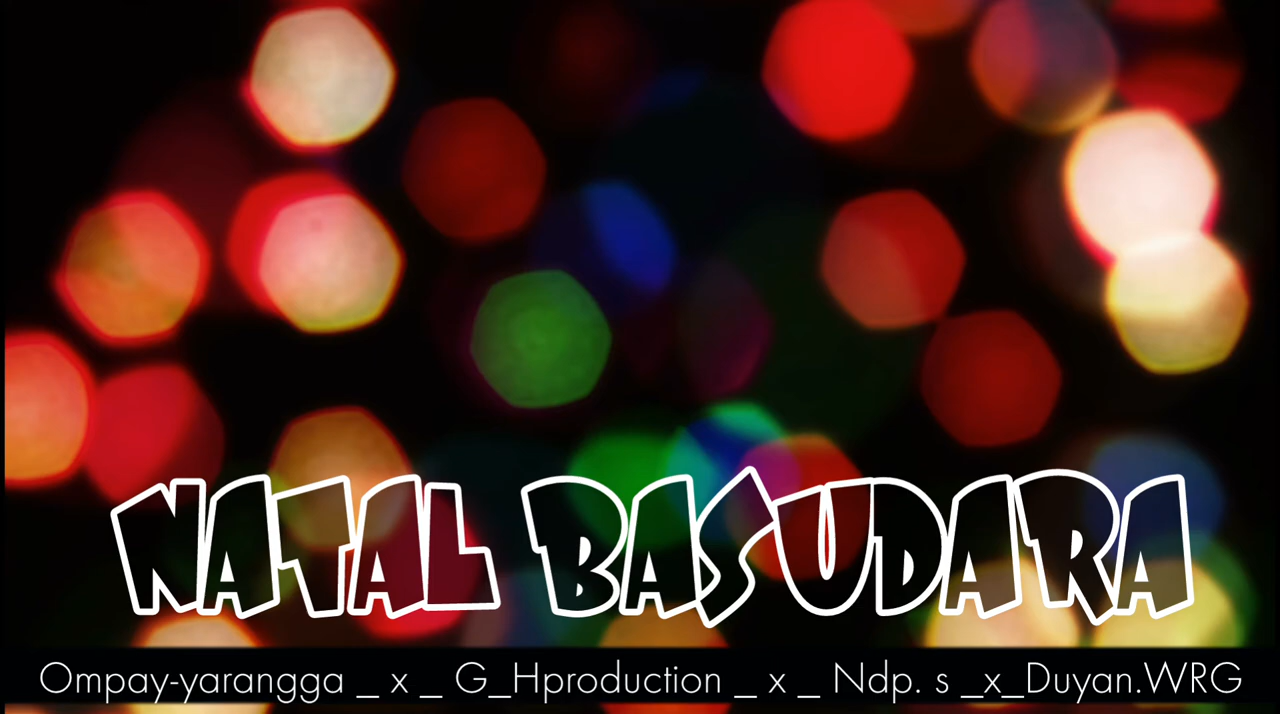 NATAL BASUDARA
Ompay-yarangga _ x _ G_Hproduction _ x _ Ndp. s _x_Duyan.WRG